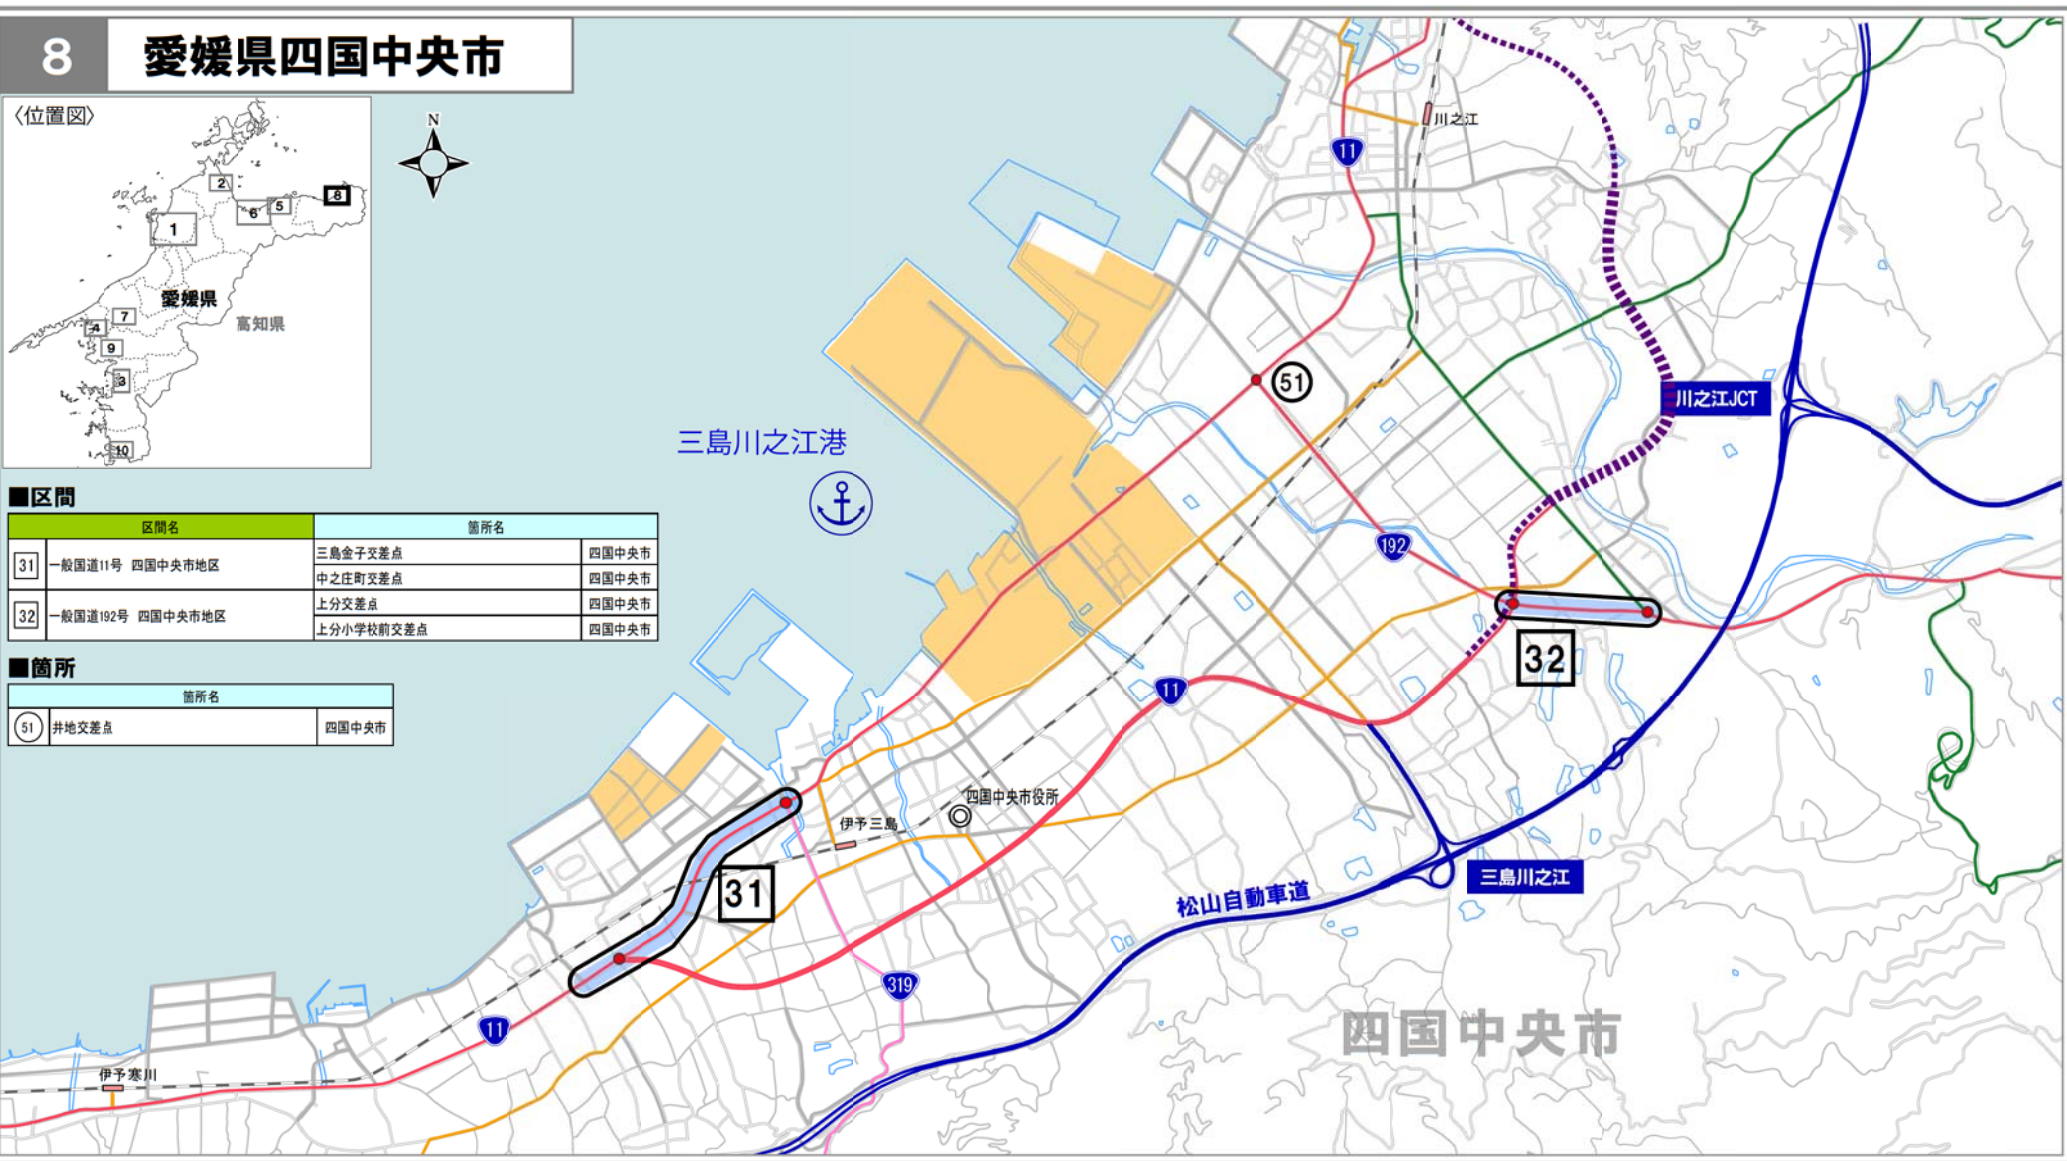 8
愛媛県四国中央市
〈位置図〉
N
2
8
5
6
1
愛媛県
7
高知県
4
9
3
10
■区間
区間名 箇所名
31 一般国道11号 四国中央市地区 三島金子交差点 四国中央市
中之庄町交差点 四国中央市
32 一般国道192号 四国中央市地区 上分交差点 四国中央市
上分小学校前交差点 四国中央市
■箇所
箇所名
51 井地交差点 四国中央市
川之江
11
51
川之江JCT
三島川之江港
192
32
11
四国中央市役所
伊予三島
31
三島川之江
松山自動車道
319
11
四国中央市
伊予寒川